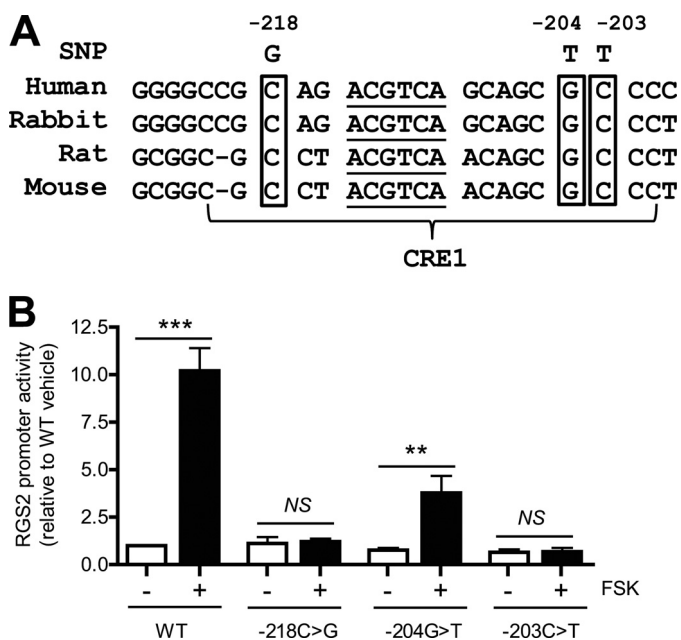 A
-218 -204 -203
SNP G T T
Human GGGGCCG C AG ACGTCA GCAGC G C CCC
Rabbit GGGGCCG C AG ACGTCA GCAGC G C CCT
Rat GCGGC-G C CT ACGTCA ACAGC G C CCT
Mouse GCGGC-G C CT ACGTCA ACAGC G C CCT
CRE1
B
RGS2 promoter activity
(relative to WT vehicle)
12.5
10.0
7.5
5.0
2.5
0.0
*** NS ** NS
- + - + - + - + FSK
WT -218C>G -204G>T -203C>T